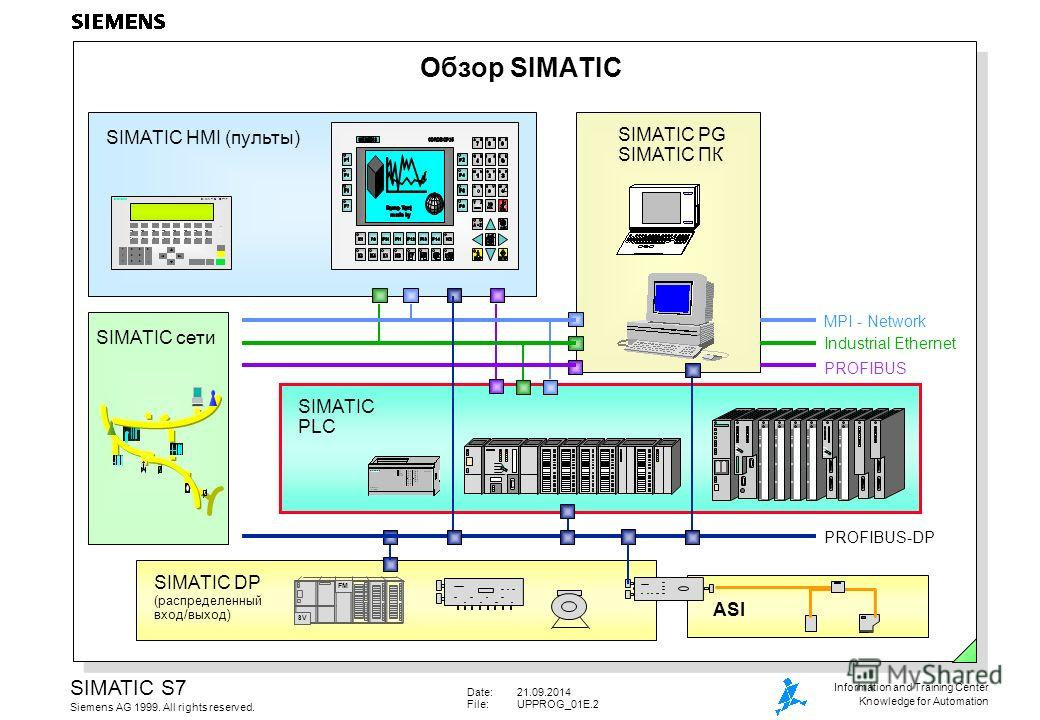 SIEMENS
Обзор SIMATIC
SIMATIC HMI (пульты)
SIMATIC PG
SIMATIC ПК
SIMATIC сети
MPI - Network
Industrial Ethernet
PROFIBUS
SIMATIC
PLC
PROFIBUS-DP
SIMATIC DP
(распределенный
вход/выход)
FM
8V
ASI
SIMATIC S7
Siemens AG 1999. All rights reserved.
Date: 21.09.2014
File: UPPROG_01E.2
MyShared
Information and Training Center
Knowledge for Automation